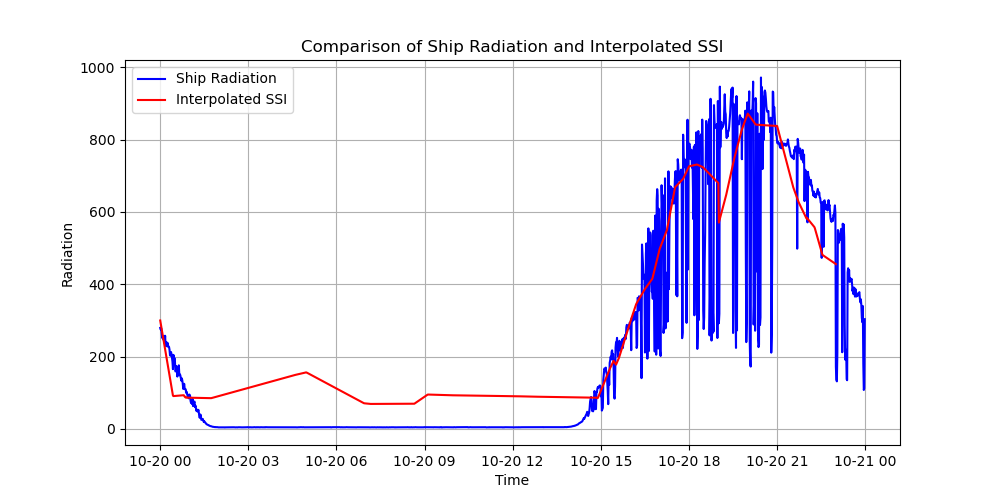 Comparison of Ship Radiation and Interpolated SSI
Ship Radiation
Interpolated SSI
1000
800
600
400
200
0
Radiation
10-20 00 10-20 03 10-20 06 10-20 09 10-20 12 10-20 15 10-20 18 10-20 21 10-21 00
Time